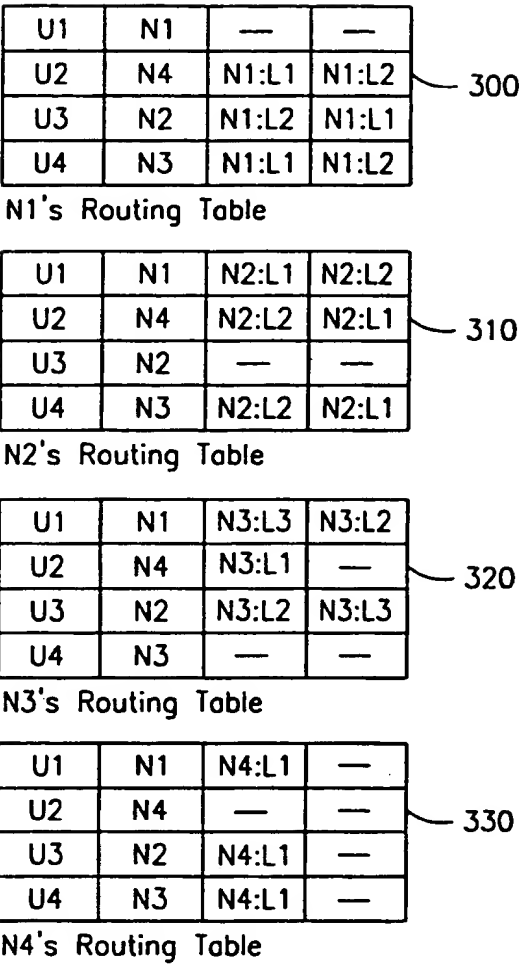 U1 N1 — —
U2 N4 N1:L1 N1:L2
U3 N2 N1:L2 N1:L1
U4 N3 N1:L1 N1:L2
300
N1's Routing Table
U1 N1 N2:L1 N2:L2
U2 N4 N2:L2 N2:L1
U3 N2 — —
U4 N3 N2:L2 N2:L1
310
N2's Routing Table
U1 N1 N3:L3 N3:L2
U2 N4 N3:L1 —
U3 N2 N3:L2 N3:L3
U4 N3 — —
320
N3's Routing Table
U1 N1 N4:L1 —
U2 N4 — —
U3 N2 N4:L1 —
U4 N3 N4:L1 —
330
N4's Routing Table